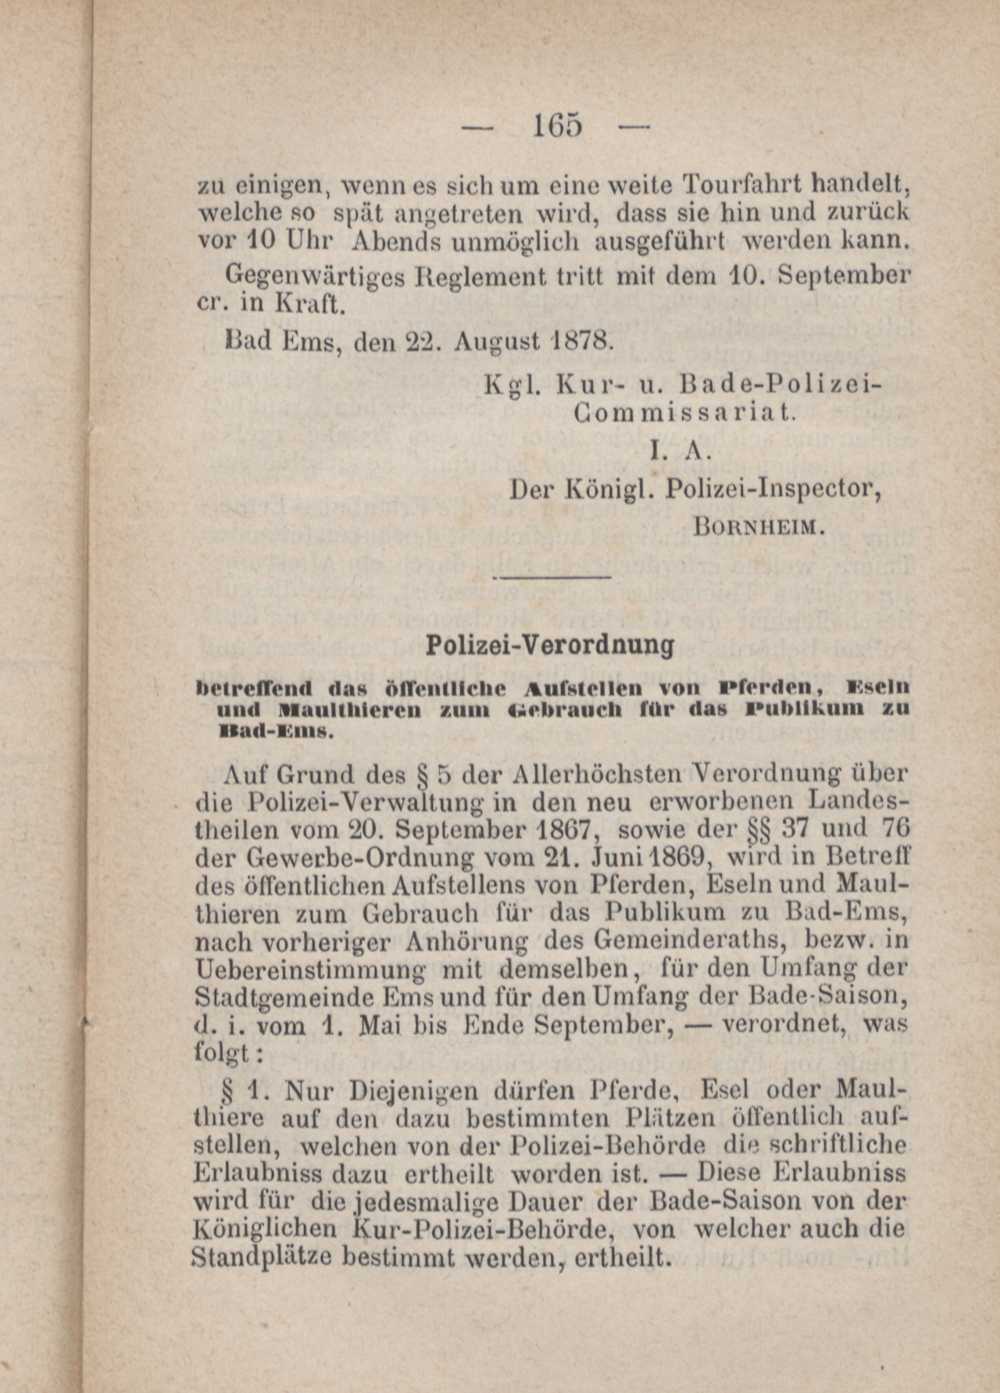 — 165 —
zu einigen, wenn es sich um eine weite Tourfahrt handelt,
welche so spät angetreten wird, dass sie hin und zurück
vor 10 Uhr Abends unmöglich ausgeführt werden kann.
Gegenwärtiges Reglement tritt mit dem 10. September
cr. in Kraft.
Bad Ems, den 22. August 1878.
Kgl. Kur- u. Bade-Polizei-
Commissariat.
I. A.
Der Königl. Polizei-Inspector,
BORNHEIM.
Polizei-Verordnung
betreffend das öffentliche Aufstellen von Pferden, Eseln
und Maulthieren zum Gebrauch für das Publikum zu
Bad-Ems.
Auf Grund des § 5 der Allerhöchsten Verordnung über
die Polizei-Verwaltung in den neu erworbenen Landes-
theilen vom 20. September 1867, sowie der §§ 37 und 76
der Gewerbe-Ordnung vom 21. Juni 1869, wird in Betreff
des öffentlichen Aufstellens von Pferden, Eseln und Maul-
thieren zum Gebrauch für das Publikum zu Bad-Ems,
nach vorheriger Anhörung des Gemeinderaths, bezw. in
Uebereinstimmung mit demselben, für den Umfang der
Stadtgemeinde Ems und für den Umfang der Bade-Saison,
d. i. vom 1. Mai bis Ende September, — verordnet, was
folgt:
§ 1. Nur Diejenigen dürfen Pferde, Esel oder Maul-
thiere auf den dazu bestimmten Plätzen öffentlich auf-
stellen, welchen von der Polizei-Behörde die schriftliche
Erlaubniss dazu ertheilt worden ist. — Diese Erlaubniss
wird für die jedesmalige Dauer der Bade-Saison von der
Königlichen Kur-Polizei-Behörde, von welcher auch die
Standplätze bestimmt werden, ertheilt.